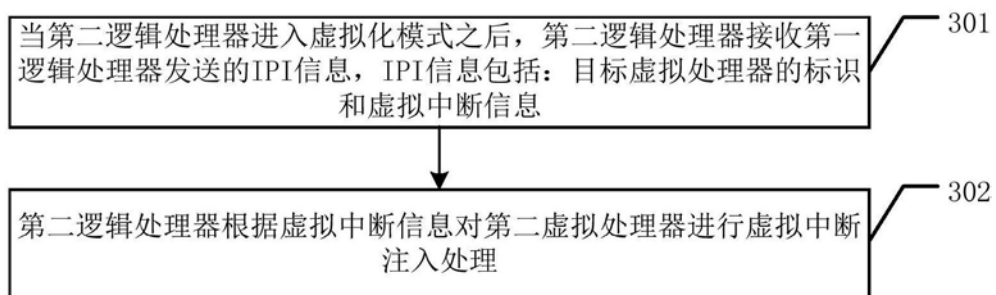 当第二逻辑处理器进入虚拟化模式之后，第二逻辑处理器接收第一
逻辑处理器发送的IPI信息，IPI信息包括：目标虚拟处理器的标识
和虚拟中断信息
301
第二逻辑处理器根据虚拟中断信息对第二虚拟处理器进行虚拟中断
注入处理
302